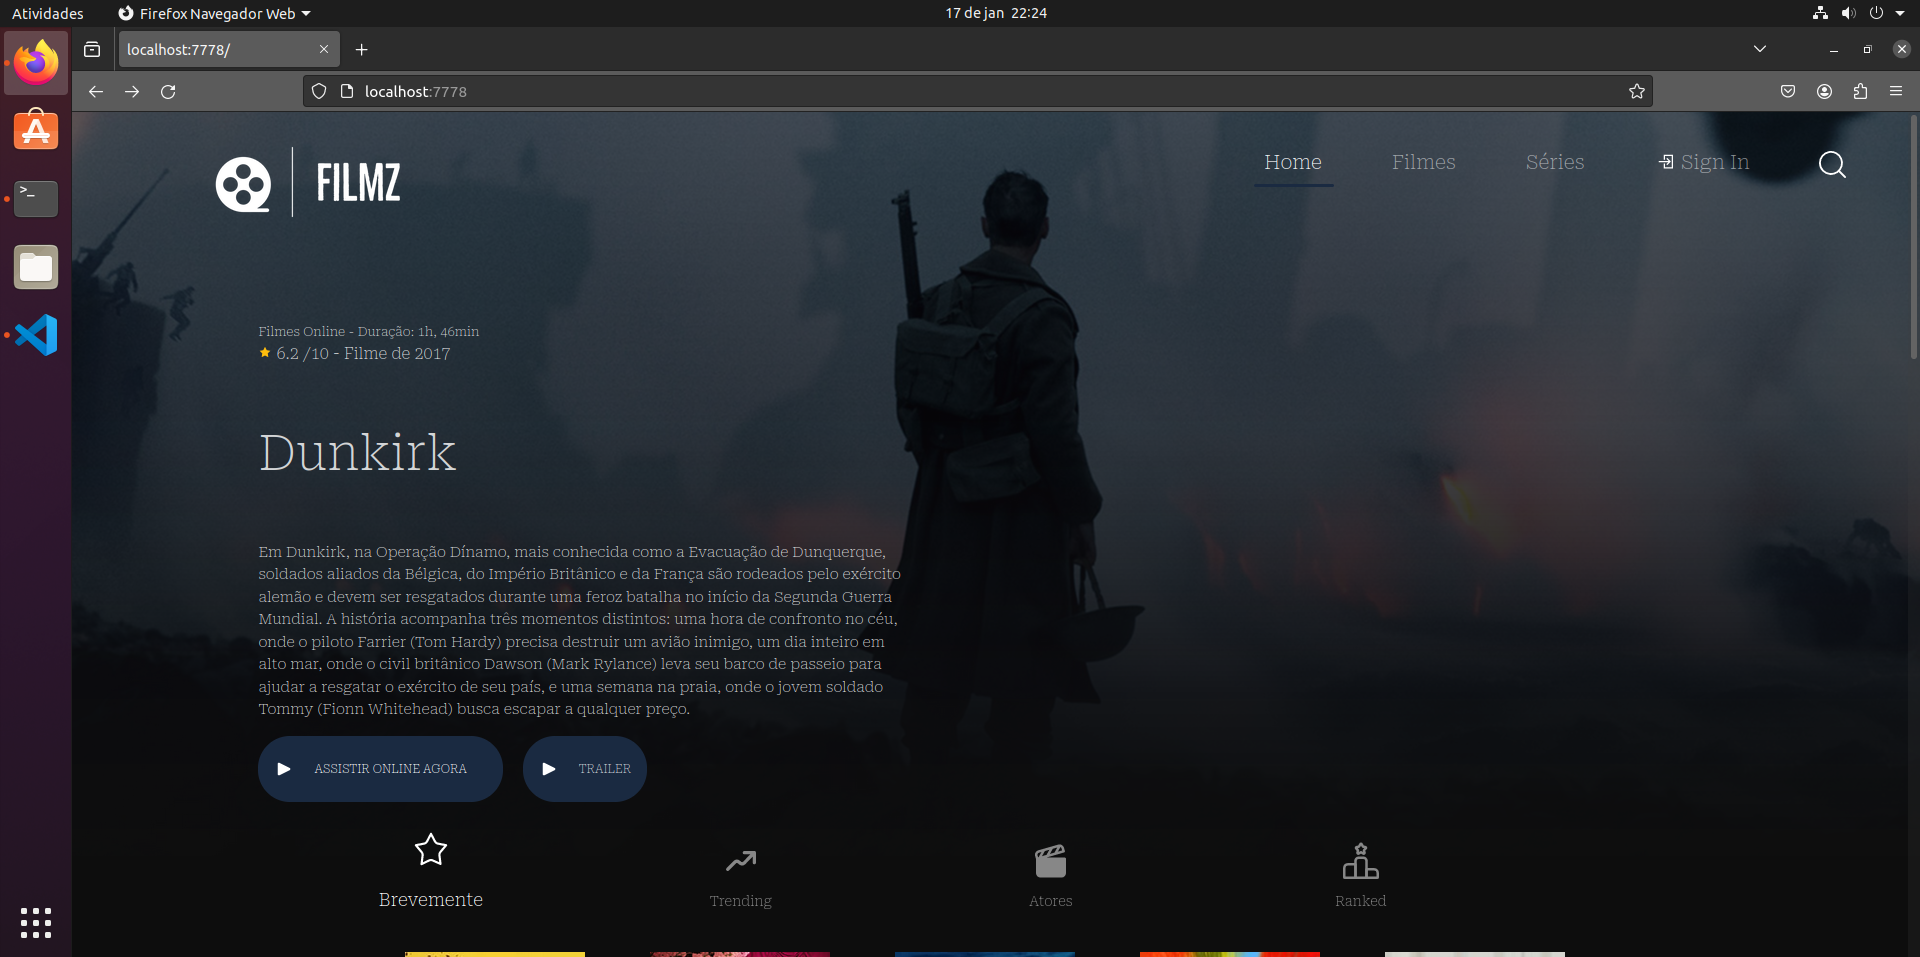 Atividades
Firefox Navegador Web
17 de jan 22:24
localhost:7778/
localhost:7778
FILMZ
Home
Filmes
Séries
Sign In
Filmes Online - Duração: 1h, 46min
6.2 /10 - Filme de 2017
Dunkirk
Em Dunkirk, na Operação Dínamo, mais conhecida como a Evacuação de Dunquerque,
soldados aliados da Bélgica, do Império Britânico e da França são rodeados pelo exército
alemão e devem ser resgatados durante uma feroz batalha no início da Segunda Guerra
Mundial. A história acompanha três momentos distintos: uma hora de confronto no céu,
onde o piloto Farrier (Tom Hardy) precisa destruir um avião inimigo, um dia inteiro em
alto mar, onde o civil britânico Dawson (Mark Rylance) leva seu barco de passeio para
ajudar a resgatar o exército de seu país, e uma semana na praia, onde o jovem soldado
Tommy (Fionn Whitehead) busca escapar a qualquer preço.
ASSISTIR ONLINE AGORA
TRAILER
Brevemente
Trending
Atores
Ranked